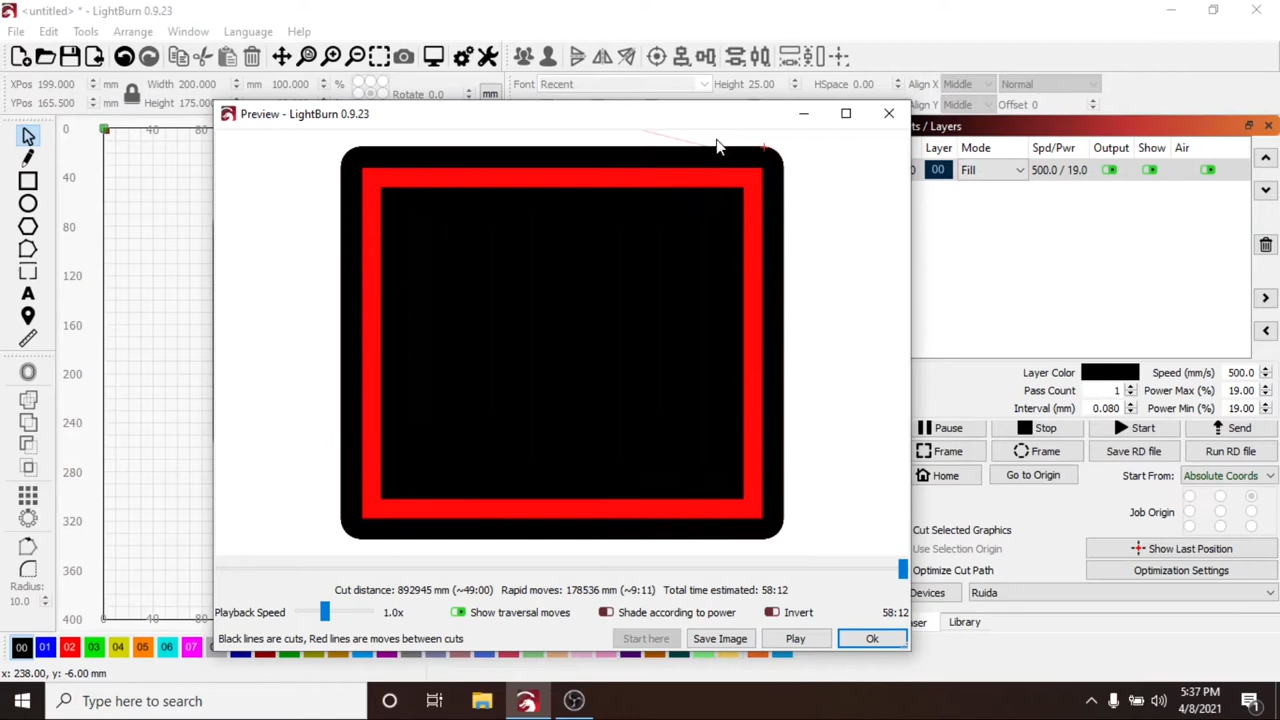 <untitled> * - LightBurn 0.9.23
File Edit Tools Arrange Window Language Help
XPos 199.000 mm Width 200.000 mm 100.000 % Font Recent Height 25.00 HSpace 0.00 Align X Middle Normal
YPos 165.500 mm Height 175.000 Rotate 0.0 mm Align Y Middle Offset 0
Preview - LightBurn 0.9.23
/ Layers
0 40
Layer Mode Spd/Pwr Output Show Air
00 Fill 500.0 / 19.0
0
40
80
120
160
200
240
280
320
360
400
Layer Color Speed (mm/s) 500.0
Pass Count 1 Power Max (%) 19.00
Interval (mm) 0.080 Power Min (%) 19.00
Pause Stop Start Send
Frame Frame Save RD file Run RD file
Home Go to Origin Start From: Absolute Coords
Job Origin
Cut Selected Graphics
Use Selection Origin Show Last Position
Optimize Cut Path Optimization Settings
Devices Ruida
Library
Radius:
10.0
Cut distance: 892945 mm (~49:00) Rapid moves: 178536 mm (~9:11) Total time estimated: 58:12
Playback Speed 1.0x Show traversal moves Shade according to power Invert 58:12
Black lines are cuts, Red lines are moves between cuts Start here Save Image Play Ok
00 01 02 03 04 05 06 07
x: 238.00, y: -6.00 mm
Type here to search
5:37 PM
4/8/2021
1